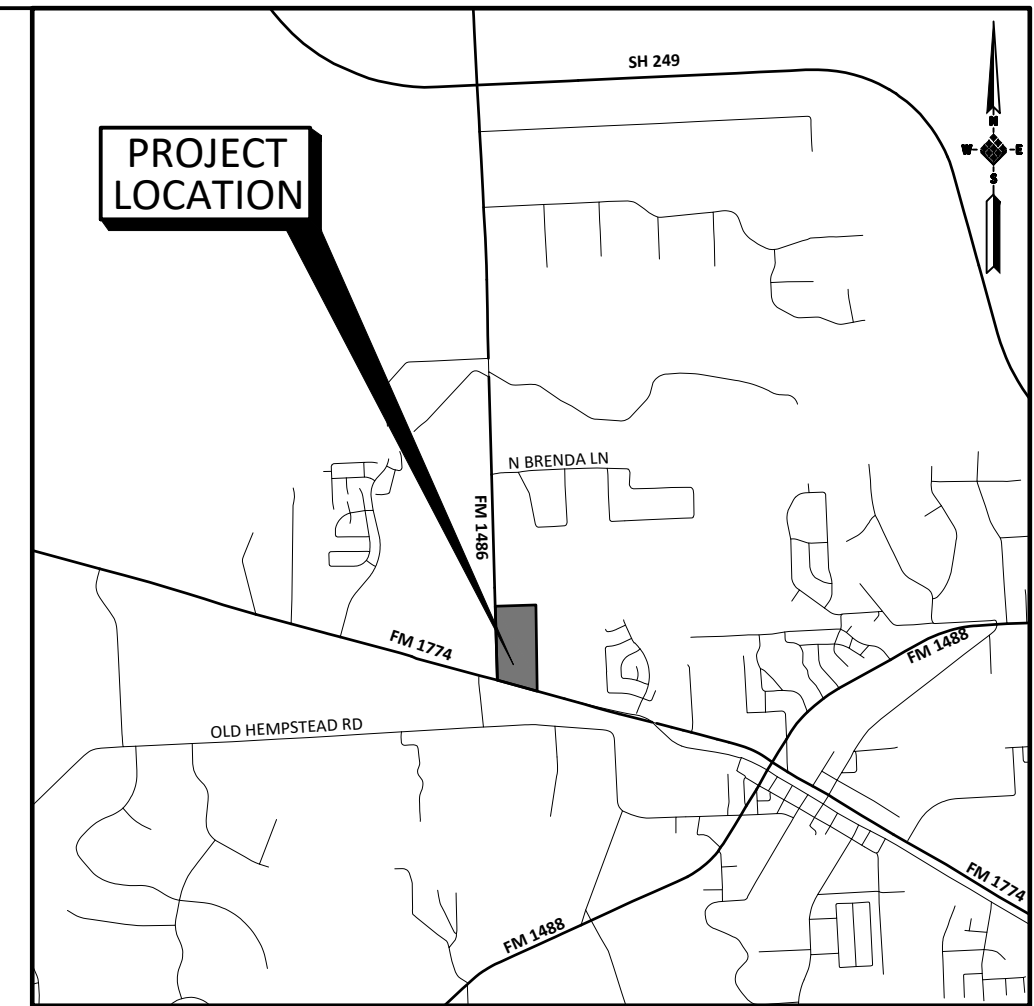 SH 249
PROJECT
LOCATION
N
W
E
S
N BRENDA LN
FM 1486
FM 1774
FM 1488
OLD HEMPSTEAD RD
FM 1774
FM 1488